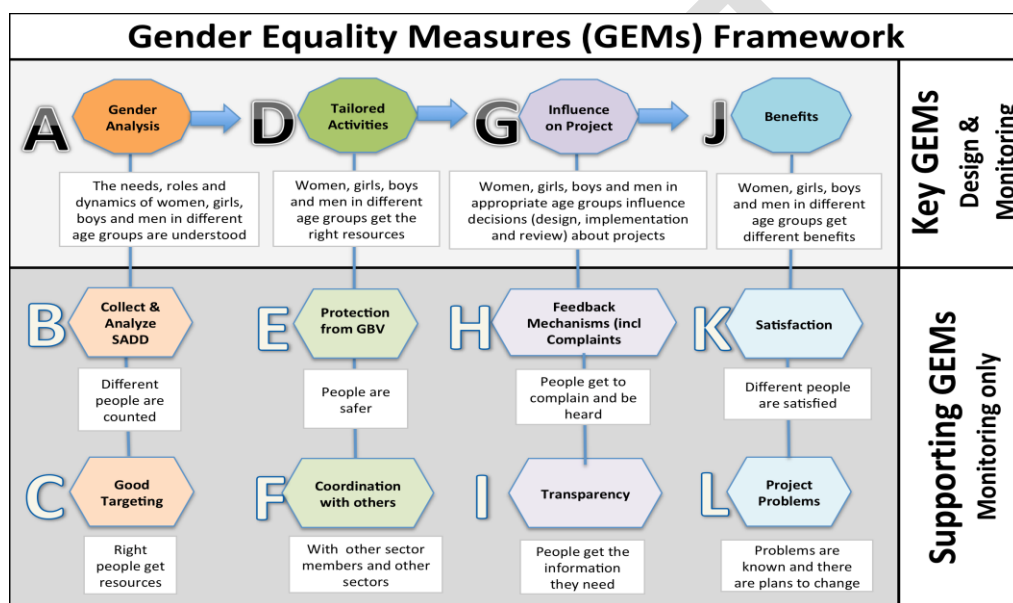 Gender Equality Measures (GEMs) Framework
A
Gender
Analysis
D
Tailored
Activities
G
Influence
on Project
J
Benefits
The needs, roles and
dynamics of women, girls,
boys and men in different
age groups are understood
Women, girls, boys
and men in different
age groups get the
right resources
Women, girls, boys and men in
appropriate age groups influence
decisions (design, implementation
and review) about projects
Women, girls, boys
and men in different
age groups get
different benefits
Key GEMs
Design &
Monitoring
B
Collect &
Analyze
SADD
E
Protection
from GBV
H
Feedback
Mechanisms (incl
Complaints
K
Satisfaction
Different
people are
counted
People are
safer
People get to
complain and be
heard
Different people
are satisfied
C
Good
Targeting
F
Coordination
with others
I
Transparency
L
Project
Problems
Right
people get
resources
With other sector
members and other
sectors
People get the
information
they need
Problems are
known and there
are plans to change
Supporting GEMs
Monitoring only